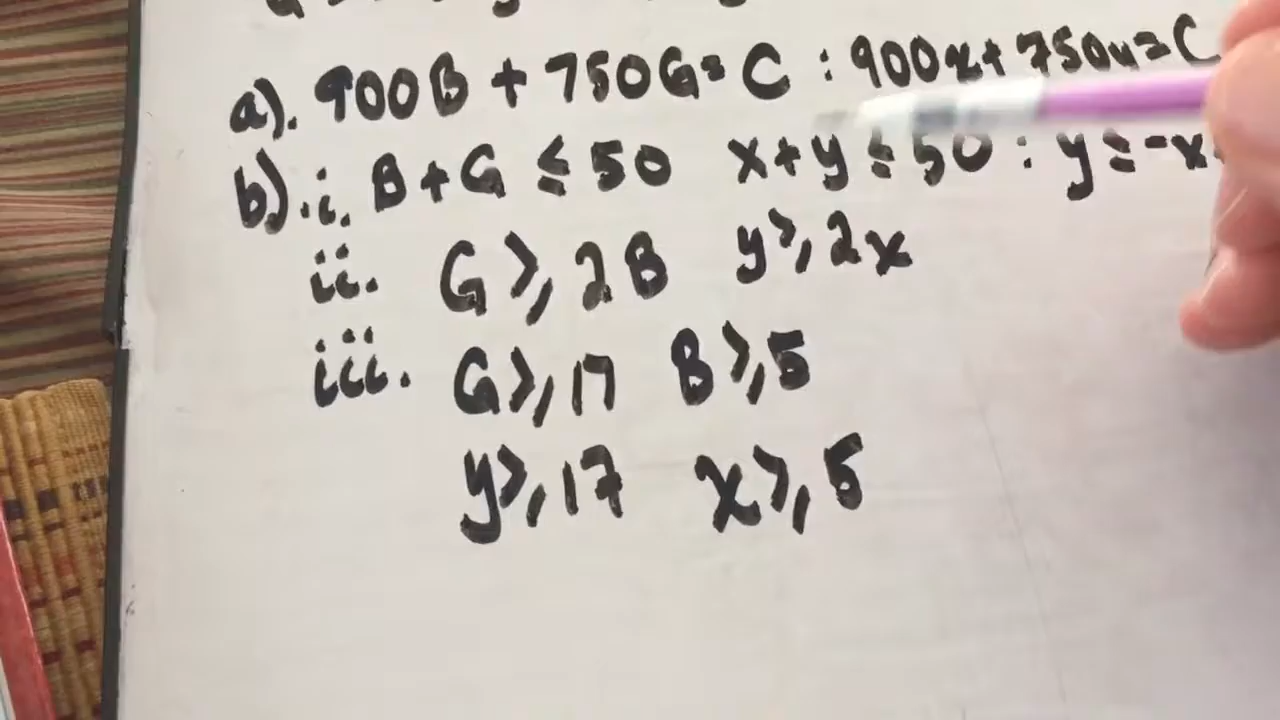 a). 900B + 750G = C : 900x + 750y = C
b). i. B + G ≤ 50 x + y ≤ 50 : y ≤ -x
ii. G ⩾ 2B y ⩾ 2x
iii. G ⩾ 17 B ⩾ 5
y ⩾ 17 x ⩾ 5